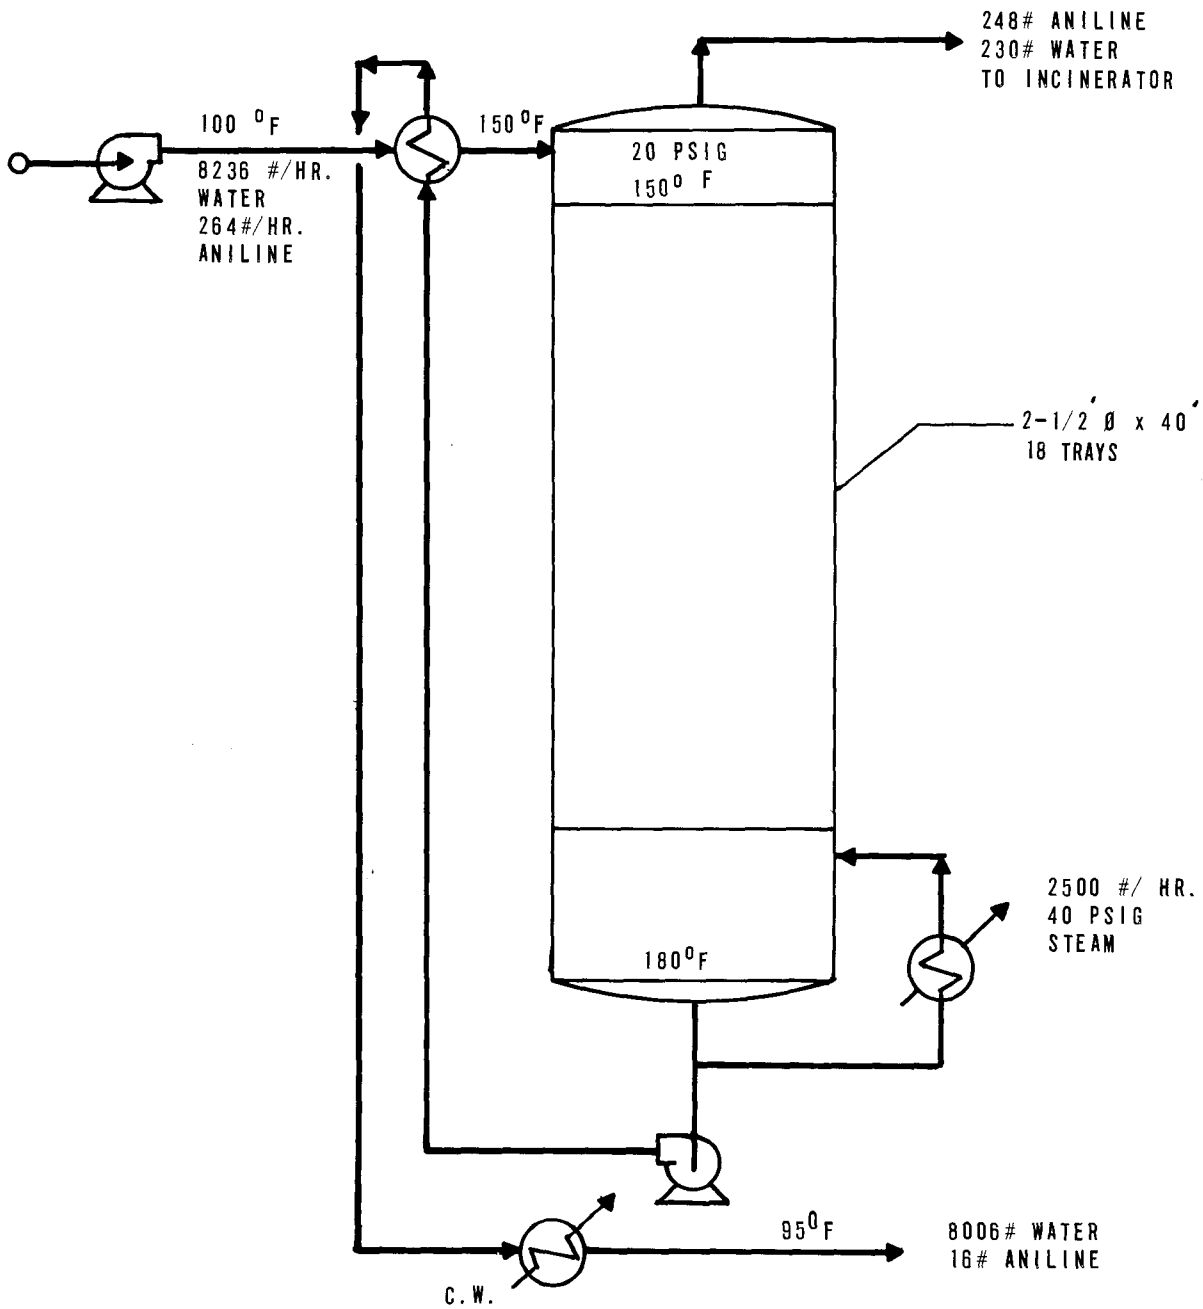 248# ANILINE
230# WATER
TO INCINERATOR
100 °F
150°F
8236 #/HR.
WATER
264#/HR.
ANILINE
20 PSIG
150° F
2-1/2' Ø x 40'
18 TRAYS
2500 #/ HR.
40 PSIG
STEAM
180°F
95°F
8006# WATER
16# ANILINE
C.W.